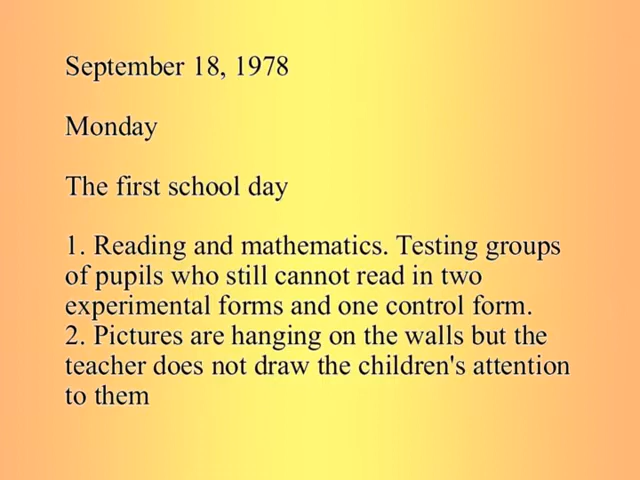 September 18, 1978
Monday
The first school day
1. Reading and mathematics. Testing groups
of pupils who still cannot read in two
experimental forms and one control form.
2. Pictures are hanging on the walls but the
teacher does not draw the children's attention
to them